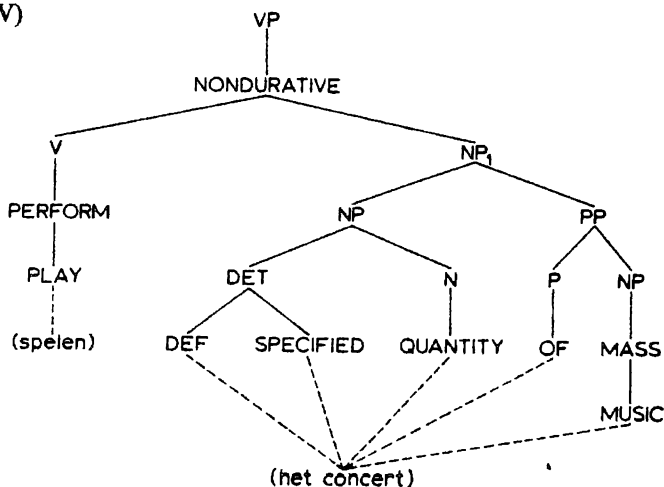 V)
VP
NONDURATIVE
V NP1
PERFORM NP PP
PLAY DET N P NP
(spelen) DEF SPECIFIED QUANTITY OF MASS
MUSIC
(het concert)